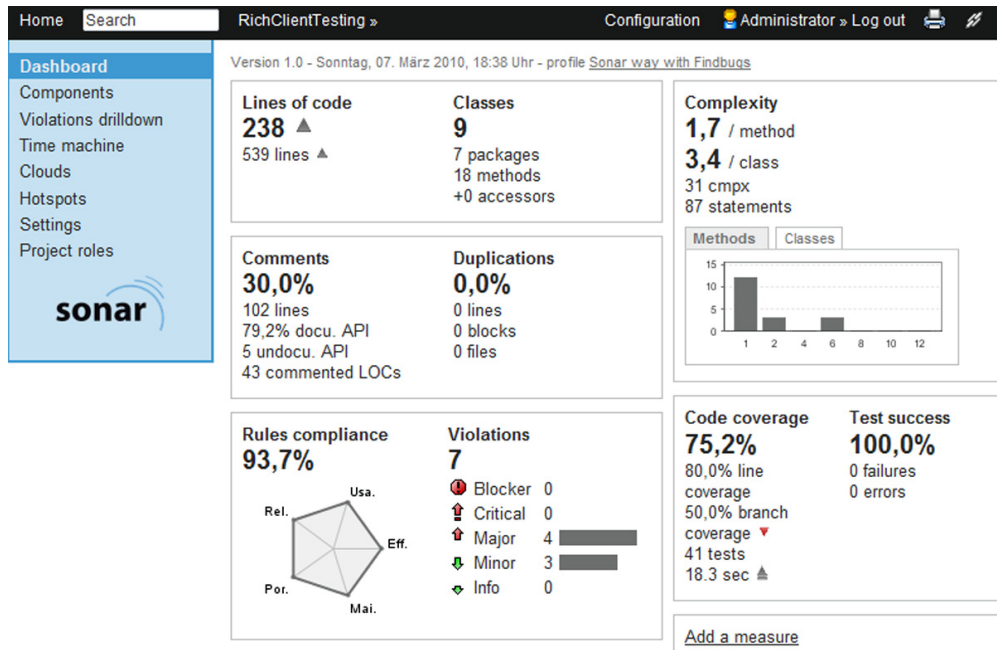 Home Search RichClientTesting » Configuration Administrator » Log out
Dashboard
Components
Violations drilldown
Time machine
Clouds
Hotspots
Settings
Project roles
sonar
Version 1.0 - Sonntag, 07. März 2010, 18:38 Uhr - profile Sonar way with Findbugs
Lines of code
238
539 lines
Classes
9
7 packages
18 methods
+0 accessors
Comments
30,0%
102 lines
79,2% docu. API
5 undocu. API
43 commented LOCs
Duplications
0,0%
0 lines
0 blocks
0 files
Rules compliance
93,7%
Usa.
Rel.
Eff.
Por.
Mai.
Violations
7
Blocker 0
Critical 0
Major 4
Minor 3
Info 0
Complexity
1,7 / method
3,4 / class
31 cmpx
87 statements
Methods Classes
15
10
5
0
1 2 4 6 8 10 12
Code coverage
75,2%
80,0% line
coverage
50,0% branch
coverage
41 tests
18.3 sec
Test success
100,0%
0 failures
0 errors
Add a measure